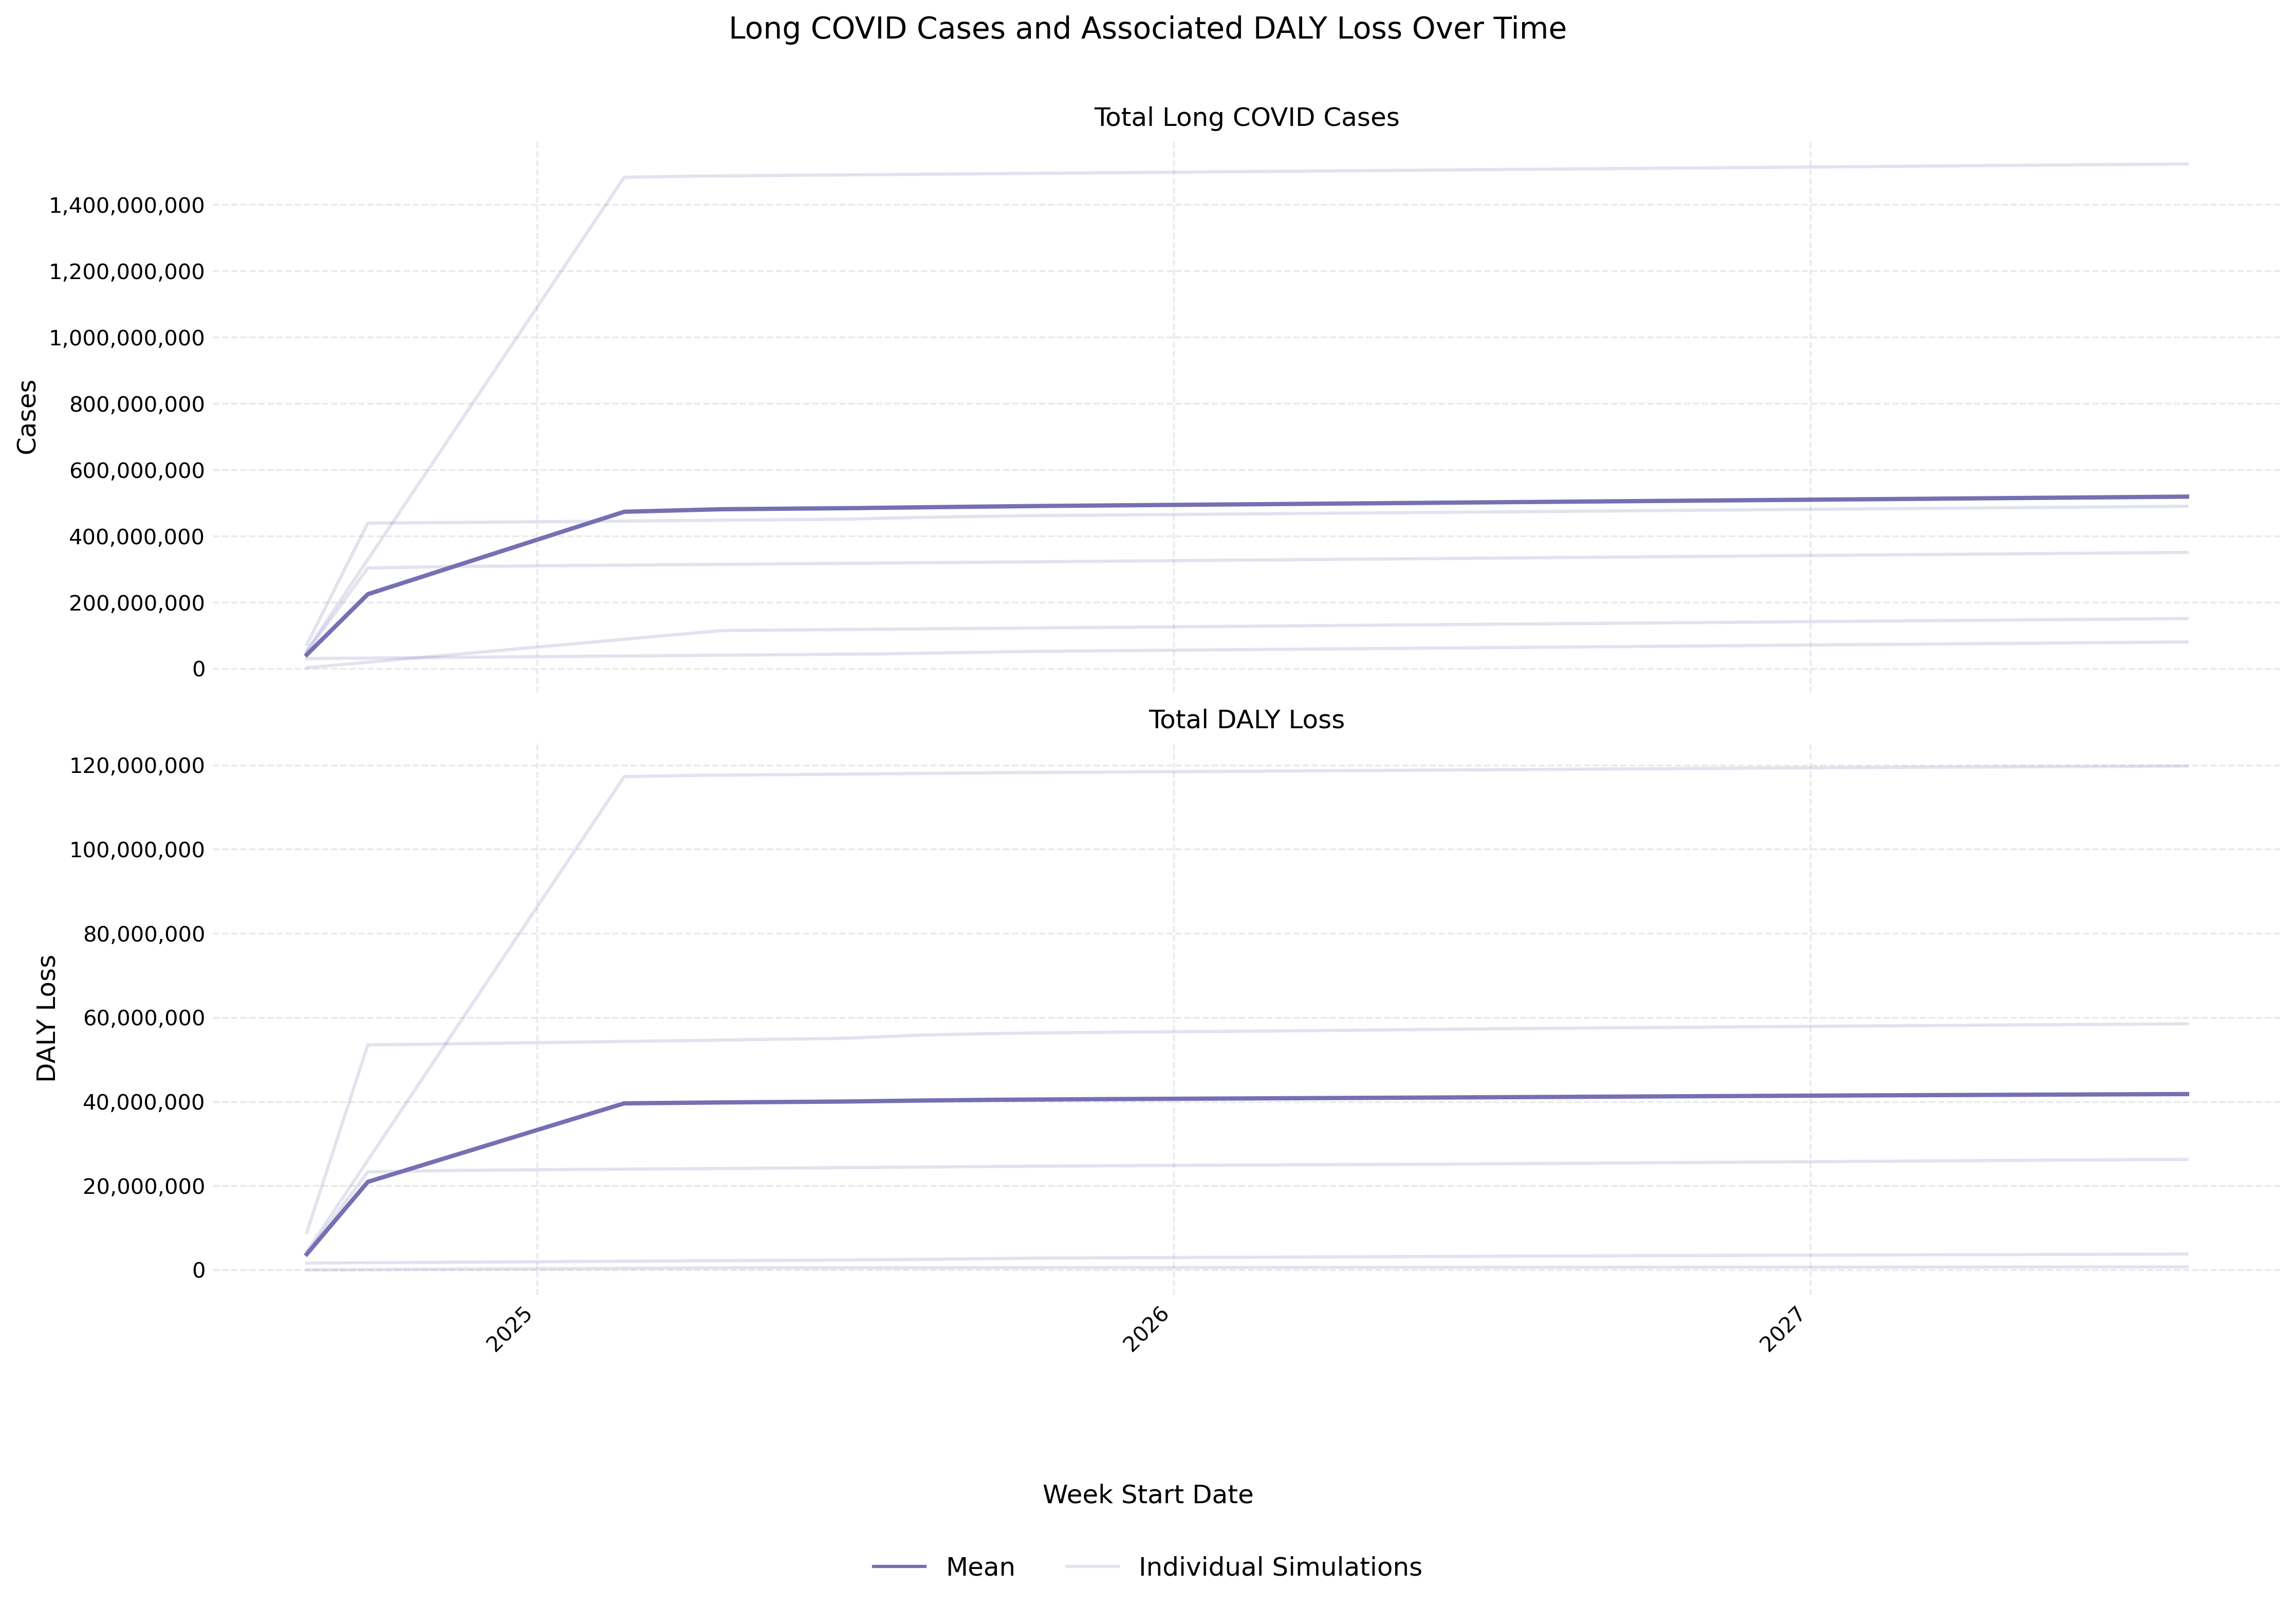 Long COVID Cases and Associated DALY Loss Over Time
Total Long COVID Cases
Cases
1,400,000,000
1,200,000,000
1,000,000,000
800,000,000
600,000,000
400,000,000
200,000,000
0
Total DALY Loss
DALY Loss
120,000,000
100,000,000
80,000,000
60,000,000
40,000,000
20,000,000
0
2025
2026
2027
Week Start Date
Mean
Individual Simulations